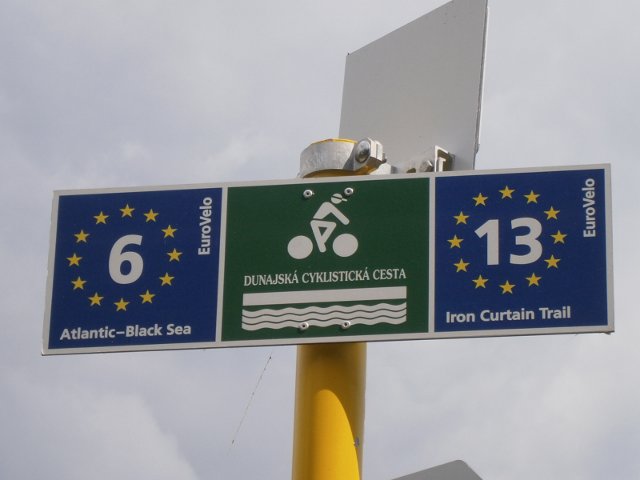 6
EuroVelo
Atlantic–Black Sea
DUNAJSKÁ CYKLISTICKÁ CESTA
13
EuroVelo
Iron Curtain Trail